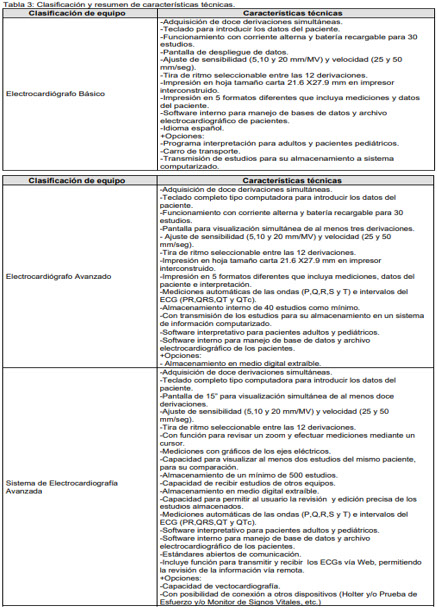 Tabla 3: Clasificación y resumen de características técnicas.
Clasificación de equipo
Características técnicas
Electrocardiógrafo Básico
-Adquisición de doce derivaciones simultáneas.
-Teclado para introducir los datos del paciente.
-Funcionamiento con corriente alterna y batería recargable para 30
estudios.
-Pantalla de despliegue de datos.
-Ajuste de sensibilidad (5,10 y 20 mm/MV) y velocidad (25 y 50
mm/seg).
-Tira de ritmo seleccionable entre las 12 derivaciones.
-Impresión en hoja tamaño carta 21.6 X27.9 mm en impresor
interconstruido.
-Impresión en 5 formatos diferentes que incluya mediciones y datos
del paciente.
-Software interno para manejo de bases de datos y archivo
electrocardiográfico de pacientes.
-Idioma español.
+Opciones:
-Programa interpretación para adultos y pacientes pediátricos.
-Carro de transporte.
-Transmisión de estudios para su almacenamiento a sistema
computarizado.
Clasificación de equipo
Características técnicas
Electrocardiógrafo Avanzado
-Adquisición de doce derivaciones simultáneas.
-Teclado completo tipo computadora para introducir los datos del
paciente.
-Funcionamiento con corriente alterna y batería recargable para 30
estudios.
-Pantalla para visualización simultánea de al menos tres derivaciones.
- Ajuste de sensibilidad (5,10 y 20 mm/MV) y velocidad (25 y 50
mm/seg).
-Tira de ritmo seleccionable entre las 12 derivaciones.
-Impresión en hoja tamaño carta 21.6 X27.9 mm en impresor
interconstruido.
-Impresión en 5 formatos diferentes que incluya mediciones, datos del
paciente e interpretación.
-Mediciones automáticas de las ondas (P,Q,R,S y T) e intervalos del
ECG (PR,QRS,QT y QTc).
-Almacenamiento interno de 40 estudios como mínimo.
-Con transmisión de los estudios para su almacenamiento en un sistema
de información computarizado.
-Software interpretativo para pacientes adultos y pediátricos.
-Software interno para manejo de base de datos y archivo
electrocardiográfico de los pacientes.
+Opciones:
- Almacenamiento en medio digital extraíble.
Sistema de Electrocardiografía
Avanzada
-Adquisición de doce derivaciones simultáneas.
-Teclado completo tipo computadora para introducir los datos del
paciente.
-Pantalla de 15” para visualización simultánea de al menos doce
derivaciones.
-Ajuste de sensibilidad (5,10 y 20 mm/MV) y velocidad (25 y 50
mm/seg).
-Tira de ritmo seleccionable entre las 12 derivaciones.
-Con función para revisar un zoom y efectuar mediciones mediante un
cursor.
-Mediciones con gráficos de los ejes eléctricos.
-Capacidad para visualizar al menos dos estudios del mismo paciente,
para su comparación.
-Almacenamiento de un mínimo de 500 estudios.
-Capacidad de recibir estudios de otros equipos.
-Almacenamiento en medio digital extraíble.
-Capacidad para permitir al usuario la revisión y edición precisa de los
estudios almacenados.
-Mediciones automáticas de las ondas (P,Q,R,S y T) e intervalos del
ECG (PR,QRS,QT y QTc).
-Software interpretativo para pacientes adultos y pediátricos.
-Software interno para manejo de base de datos y archivo
electrocardiográfico de los pacientes.
-Estándares abiertos de comunicación.
-Incluye función para transmitir y recibir los ECGs vía Web, permitiendo
la revisión de la información vía remota.
+Opciones:
-Capacidad de vectocardiografía.
-Con posibilidad de conexión a otros dispositivos (Holter y/o Prueba de
Esfuerzo y/o Monitor de Signos Vitales, etc.)